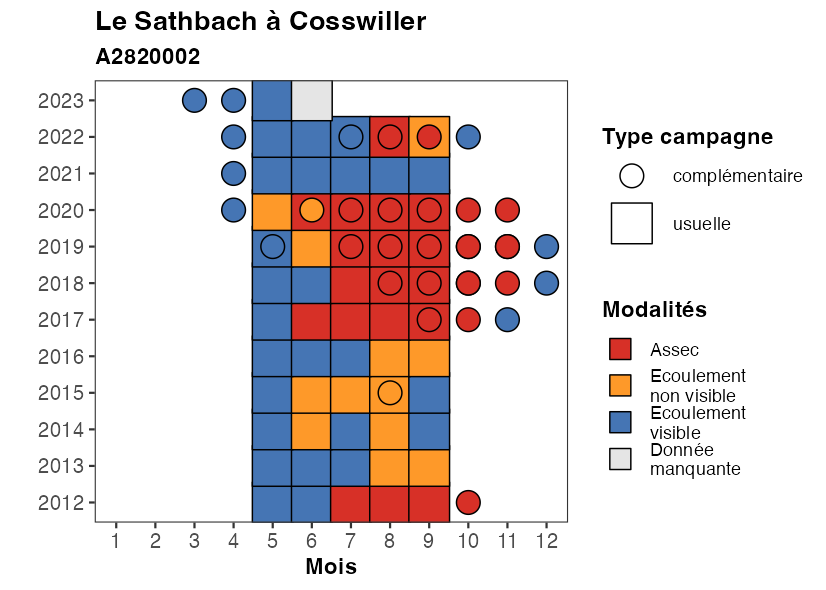 Le Sathbach à Cosswiller
A2820002
2023
2022
2021
2020
2019
2018
2017
2016
2015
2014
2013
2012
1 2 3 4 5 6 7 8 9 10 11 12
Mois
Type campagne
complémentaire
usuelle
Modalités
Assec
Ecoulement
non visible
Ecoulement
visible
Donnée
manquante